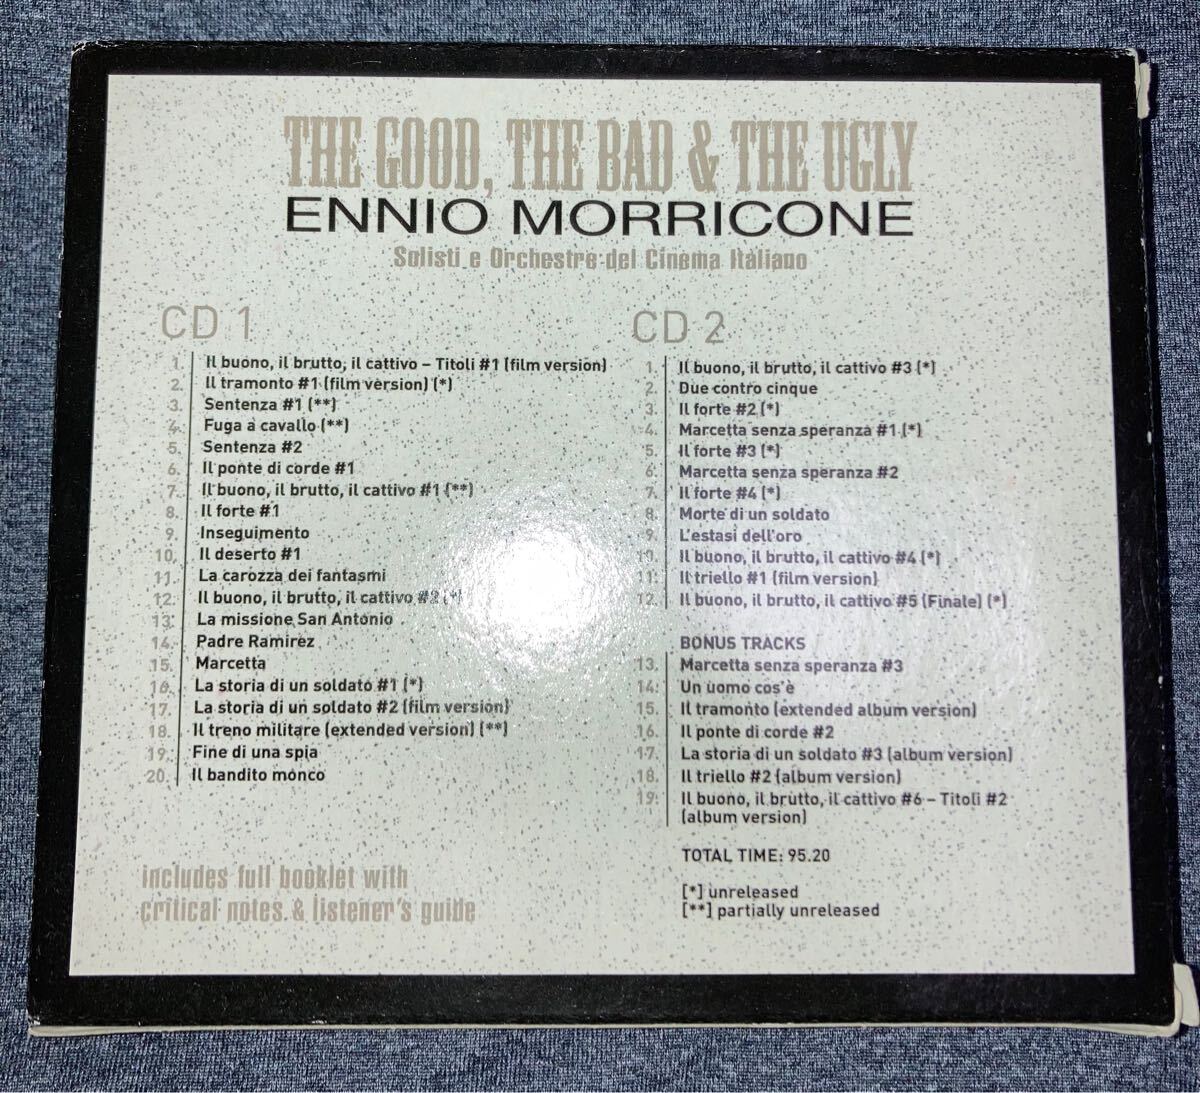 THE GOOD, THE BAD & THE UGLY
ENNIO MORRICONE
Solisti e Orchestre del Cinema Italiano
CD 1
1. Il buono, il brutto, il cattivo – Titoli #1 (film version)
2. Il tramonto #1 (film version) (*)
3. Sentenza #1 (**)
4. Fuga a cavallo (**)
5. Sentenza #2
6. Il ponte di corde #1
7. Il buono, il brutto, il cattivo #1 (**)
8. Il forte #1
9. Inseguimento
10. Il deserto #1
11. La carozza dei fantasmi
12. Il buono, il brutto, il cattivo #2 (*)
13. La missione San Antonio
14. Padre Ramirez
15. Marcetta
16. La storia di un soldato #1 (*)
17. La storia di un soldato #2 (film version)
18. Il treno militare (extended version) (**)
19. Fine di una spia
20. Il bandito monco
includes full booklet with
critical notes & listener's guide
CD 2
1. Il buono, il brutto, il cattivo #3 (*)
2. Due contro cinque
3. Il forte #2 (*)
4. Marcetta senza speranza #1 (*)
5. Il forte #3 (*)
6. Marcetta senza speranza #2
7. Il forte #4 (*)
8. Morte di un soldato
9. L'estasi dell'oro
10. Il buono, il brutto, il cattivo #4 (*)
11. Il triello #1 (film version)
12. Il buono, il brutto, il cattivo #5 (Finale) (*)
BONUS TRACKS
13. Marcetta senza speranza #3
14. Un uomo cos'è
15. Il tramonto (extended album version)
16. Il ponte di corde #2
17. La storia di un soldato #3 (album version)
18. Il triello #2 (album version)
19. Il buono, il brutto, il cattivo #6 – Titoli #2
(album version)
TOTAL TIME: 95.20
[*] unreleased
[**] partially unreleased